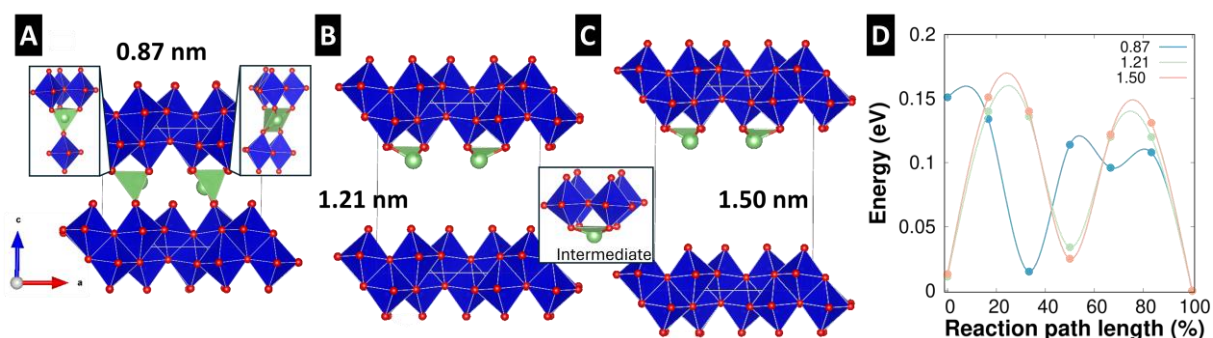 A
0.87 nm
c
a
B
1.21 nm
C
Intermediate
1.50 nm
D
0.2
0.15
0.1
0.05
0
Energy (eV)
0.87
1.21
1.50
0 20 40 60 80 100
Reaction path length (%)